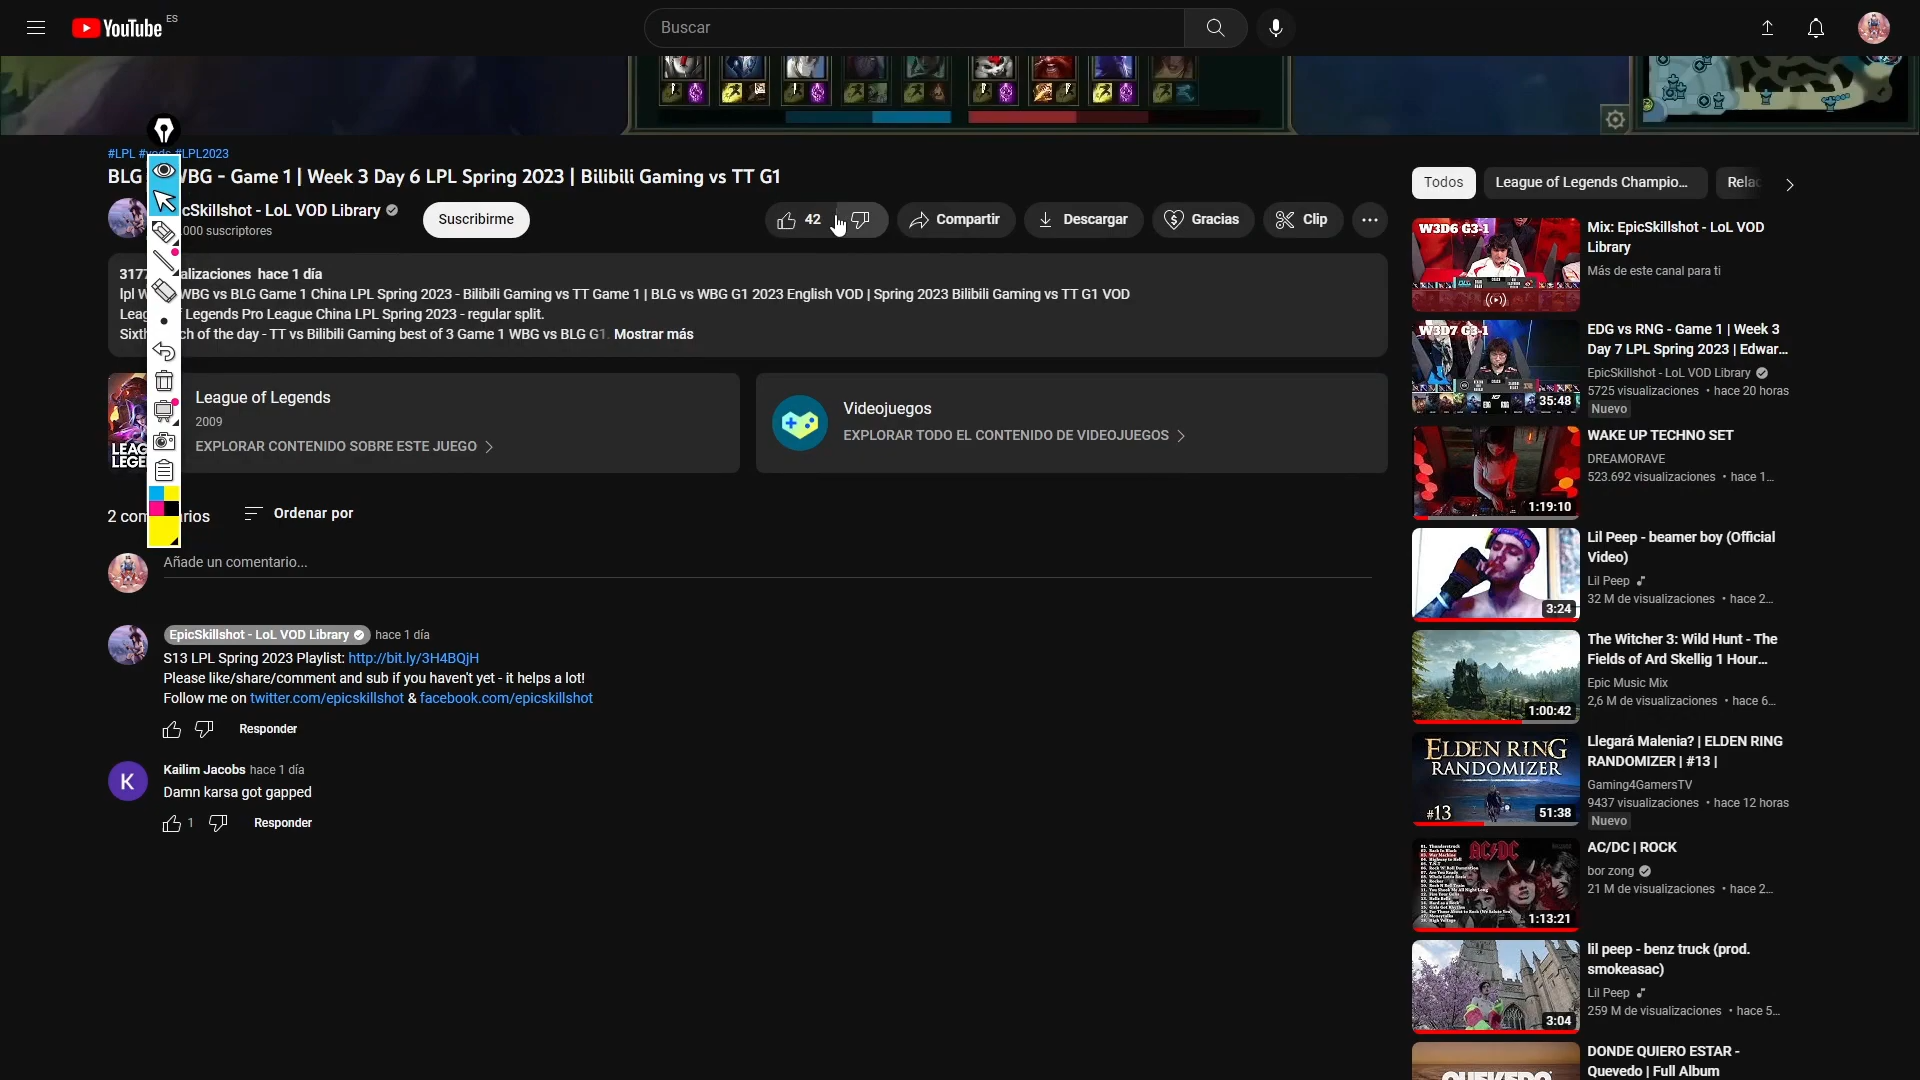 YouTube ES
Buscar
#LPL #vods #LPL2023
BLG WBG - Game 1 | Week 3 Day 6 LPL Spring 2023 | Bilibili Gaming vs TT G1
cSkillshot - LoL VOD Library
.000 suscriptores
Suscribirme
42
Compartir
Descargar
Gracias
Clip
3177 alizaciones hace 1 día
lpl W WBG vs BLG Game 1 China LPL Spring 2023 - Bilibili Gaming vs TT Game 1 | BLG vs WBG G1 2023 English VOD | Spring 2023 Bilibili Gaming vs TT G1 VOD
Leag f Legends Pro League China LPL Spring 2023 - regular split.
Sixth ch of the day - TT vs Bilibili Gaming best of 3 Game 1 WBG vs BLG G1. Mostrar más
LEAG
LEGE
League of Legends
2009
EXPLORAR CONTENIDO SOBRE ESTE JUEGO
Videojuegos
EXPLORAR TODO EL CONTENIDO DE VIDEOJUEGOS
2 com rios
Ordenar por
Añade un comentario...
EpicSkillshot - LoL VOD Library hace 1 día
S13 LPL Spring 2023 Playlist: http://bit.ly/3H4BQjH
Please like/share/comment and sub if you haven't yet - it helps a lot!
Follow me on twitter.com/epicskillshot & facebook.com/epicskillshot
Responder
K
Kailim Jacobs hace 1 día
Damn karsa got gapped
1
Responder
Todos
League of Legends Champio...
Relac
W3D6 G3-1
Mix: EpicSkillshot - LoL VOD
Library
Más de este canal para ti
W3D7 G3-1
35:48
EDG vs RNG - Game 1 | Week 3
Day 7 LPL Spring 2023 | Edwar...
EpicSkillshot - LoL VOD Library
5725 visualizaciones • hace 20 horas
Nuevo
1:19:10
WAKE UP TECHNO SET
DREAMORAVE
523.692 visualizaciones • hace 1...
3:24
Lil Peep - beamer boy (Official
Video)
Lil Peep
32 M de visualizaciones • hace 2...
1:00:42
The Witcher 3: Wild Hunt - The
Fields of Ard Skellig 1 Hour...
Epic Music Mix
2,6 M de visualizaciones • hace 6...
ELDEN RING
RANDOMIZER
#13
51:38
Llegará Malenia? | ELDEN RING
RANDOMIZER | #13 |
Gaming4GamersTV
9437 visualizaciones • hace 12 horas
Nuevo
AC/DC
1:13:21
AC/DC | ROCK
bor zong
21 M de visualizaciones • hace 2...
3:04
lil peep - benz truck (prod.
smokeasac)
Lil Peep
259 M de visualizaciones • hace 5...
QUEVEDO
DONDE QUIERO ESTAR -
Quevedo | Full Album